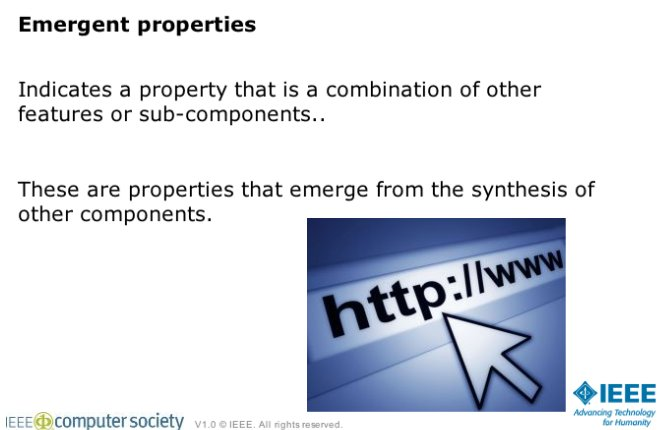 Emergent properties
Indicates a property that is a combination of other
features or sub-components..
These are properties that emerge from the synthesis of
other components.
http://www
IEEE
Advancing Technology
for Humanity
IEEE computer society V1.0 © IEEE. All rights reserved.